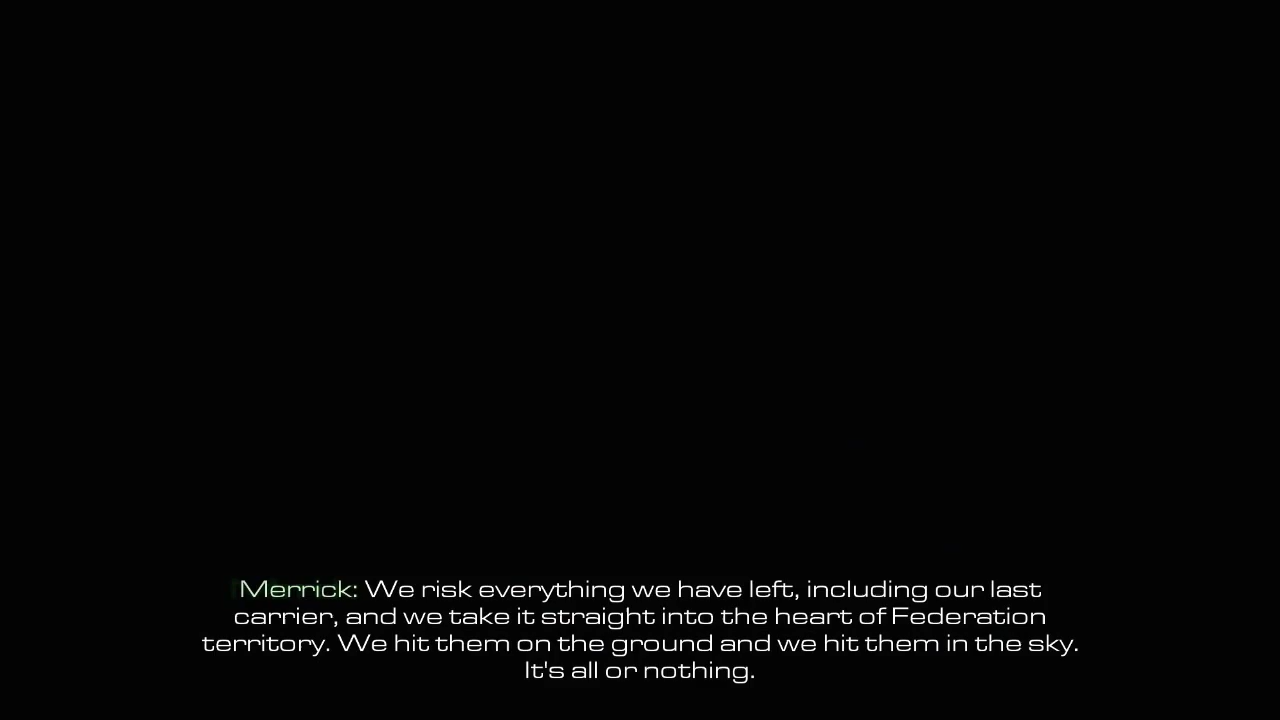 Merrick: We risk everything we have left, including our last
carrier, and we take it straight into the heart of Federation
territory. We hit them on the ground and we hit them in the sky.
It's all or nothing.